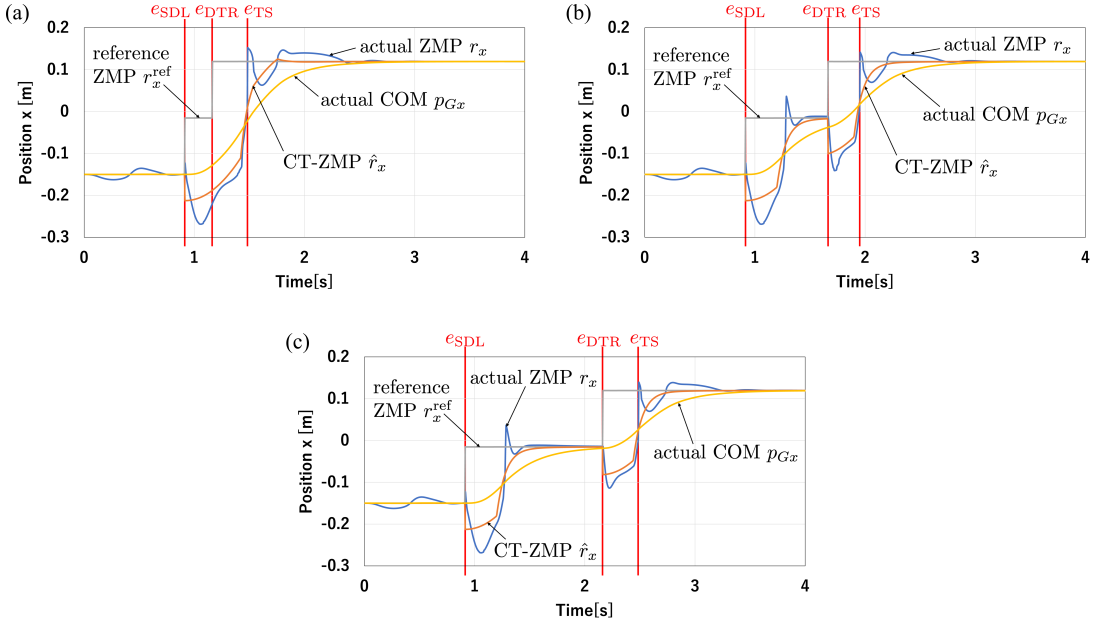 (a)
e_SDL e_DTR e_TS
0.2
0.1
0
-0.1
-0.2
-0.3
Position x [m]
reference
ZMP r_x^ref
actual ZMP r_x
actual COM p_Gx
CT-ZMP r̂_x
0 1 2 3 4
Time[s]
(b)
e_SDL e_DTR e_TS
0.2
0.1
0
-0.1
-0.2
-0.3
Position x [m]
reference
ZMP r_x^ref
actual ZMP r_x
actual COM p_Gx
CT-ZMP r̂_x
0 1 2 3 4
Time[s]
(c)
e_SDL e_DTR e_TS
0.2
0.1
0
-0.1
-0.2
-0.3
Position x [m]
reference
ZMP r_x^ref
actual ZMP r_x
actual COM p_Gx
CT-ZMP r̂_x
0 1 2 3 4
Time[s]